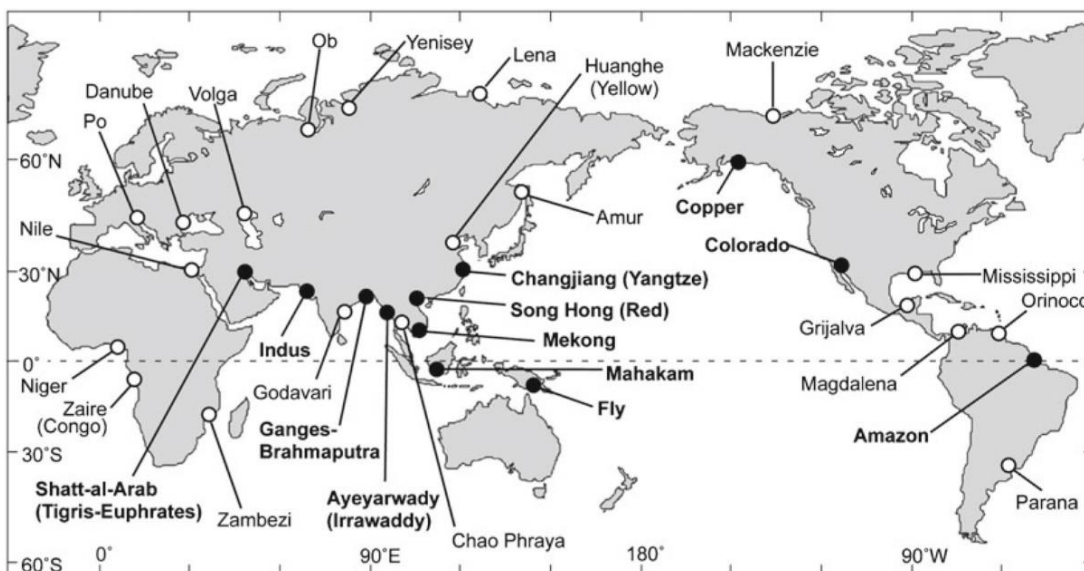 Ob
Yenisey
Lena
Mackenzie
Huanghe
(Yellow)
Danube
Volga
Po
60°N
Copper
Amur
Nile
Colorado
30°N
Changjiang (Yangtze)
Mississippi
Song Hong (Red)
Orinoco
Indus
Mekong
Grijalva
0°
Niger
Godavari
Mahakam
Magdalena
Zaire
(Congo)
Fly
Ganges-
Brahmaputra
Amazon
30°S
Shatt-al-Arab
(Tigris-Euphrates)
Zambezi
Ayeyarwady
(Irrawaddy)
Chao Phraya
Parana
60°S
0°
90°E
180°
90°W